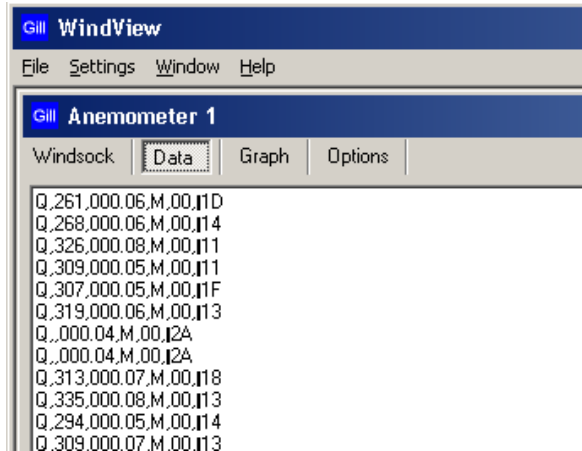 Gill WindView
File Settings Window Help
Gill Anemometer 1
Windsock Data Graph Options
Q,261,000.06,M,00,1D
Q,268,000.06,M,00,14
Q,326,000.08,M,00,11
Q,309,000.05,M,00,11
Q,307,000.05,M,00,1F
Q,319,000.06,M,00,13
Q,,000.04,M,00,2A
Q,,000.04,M,00,2A
Q,313,000.07,M,00,18
Q,335,000.08,M,00,13
Q,294,000.05,M,00,14
Q,309,000.07,M,00,13